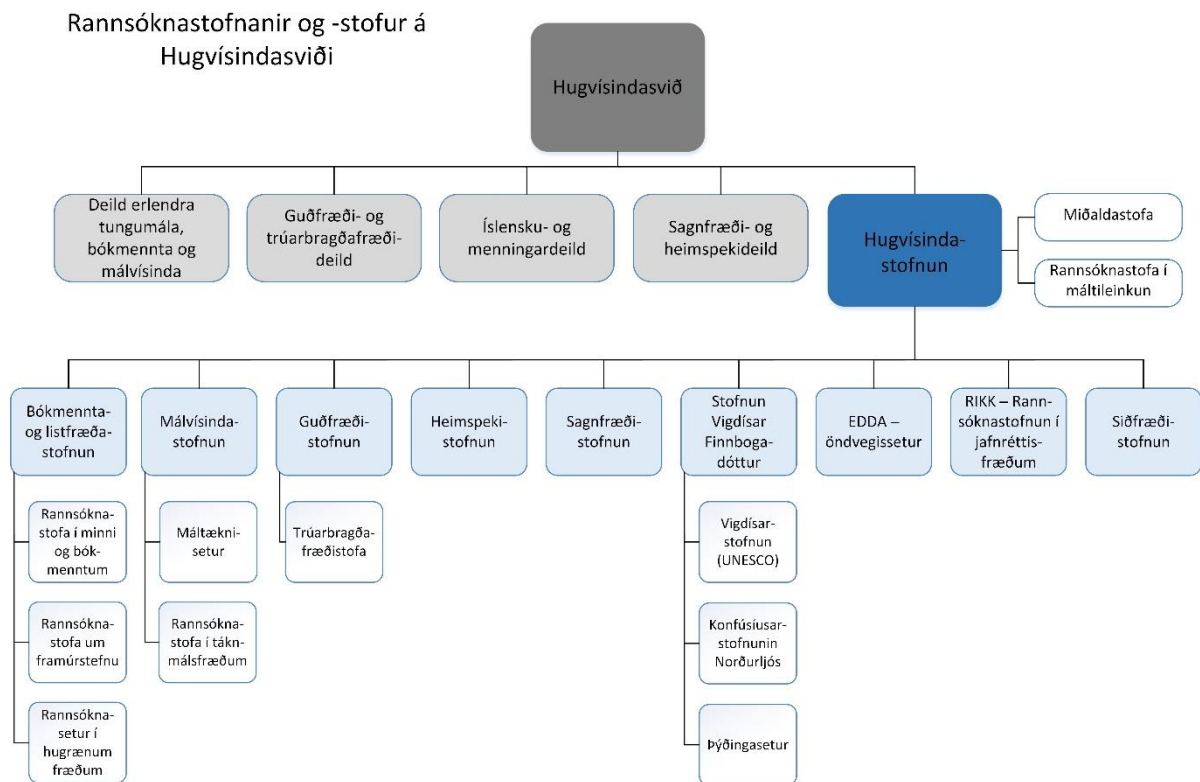 Rannsóknastofnanir og -stofur á
Hugvísindasviði
Hugvísindasvið
Deild erlendra
tungumála,
bókmennta og
málvísinda
Guðfræði- og
trúarbragðafræði-
deild
Íslensku- og
menningardeild
Sagnfræði- og
heimspekideild
Hugvísinda-
stofnun
Miðaldastofa
Rannsóknastofa í
máltileinkun
Bókmennta-
og listfræða-
stofnun
Málvísinda-
stofnun
Guðfræði-
stofnun
Heimspeki-
stofnun
Sagnfræði-
stofnun
Stofnun
Vigdísar
Finnboga-
dóttur
EDDA –
öndvegissetur
RIKK – Rann-
sóknastofnun í
jafnréttis-
fræðum
Siðfræði-
stofnun
Rannsókna-
stofa í minni
og bók-
menntum
Rannsókna-
stofa um
framúrstefnu
Rannsókna-
setur í
hugrænum
fræðum
Máltækni-
setur
Rannsókna-
stofa í tákn-
málsfræðum
Trúarbragða-
fræðistofa
Vigdísar-
stofnun
(UNESCO)
Konfúsíusar-
stofnunin
Norðurljós
Þýðingasetur